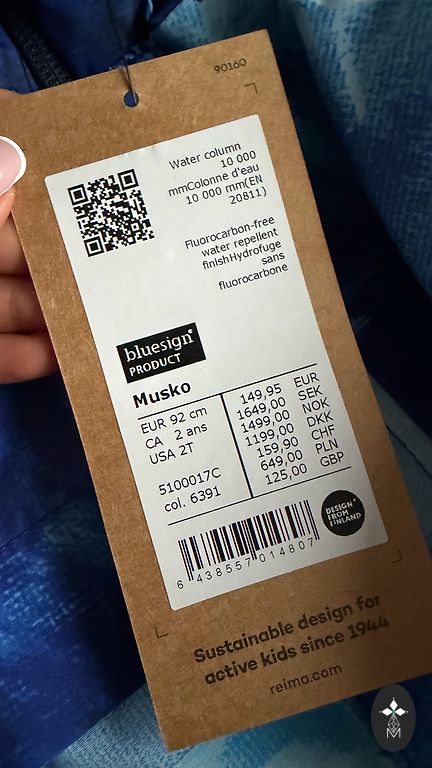 90160
Water column
10 000
mmColonne d'eau
10 000 mm(EN
20811)
Fluorocarbon-free
water repellent
finishHydrofuge
sans
fluorocarbone
bluesign®
PRODUCT
Musko
EUR 92 cm
CA 2 ans
USA 2T
5100017C
col. 6391
149,95 EUR
1649,00 SEK
1499,00 NOK
1199,00 DKK
159,90 CHF
649,00 PLN
125,00 GBP
DESIGN
FROM
FINLAND
6 438557 014807
Sustainable design for
active kids since 1944
reima.com
M